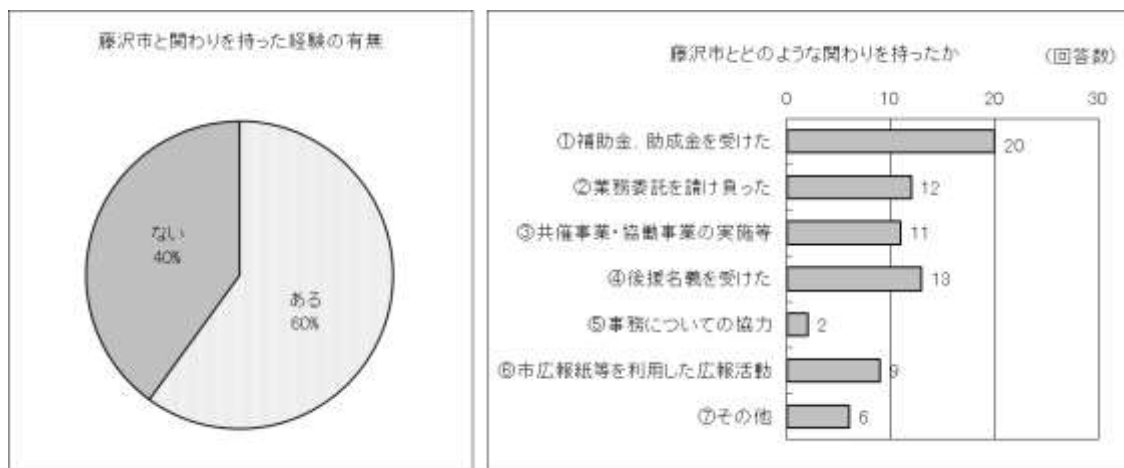 藤沢市と関わりを持った経験の有無
ない
40%
ある
60%
藤沢市とどのような関わりを持ったか
(回答数)
0 10 20 30
①補助金、助成金を受けた 20
②業務委託を請け負った 12
③共催事業・協働事業の実施等 11
④後援名義を受けた 13
⑤事務についての協力 2
⑥市広報紙等を利用した広報活動 9
⑦その他 6